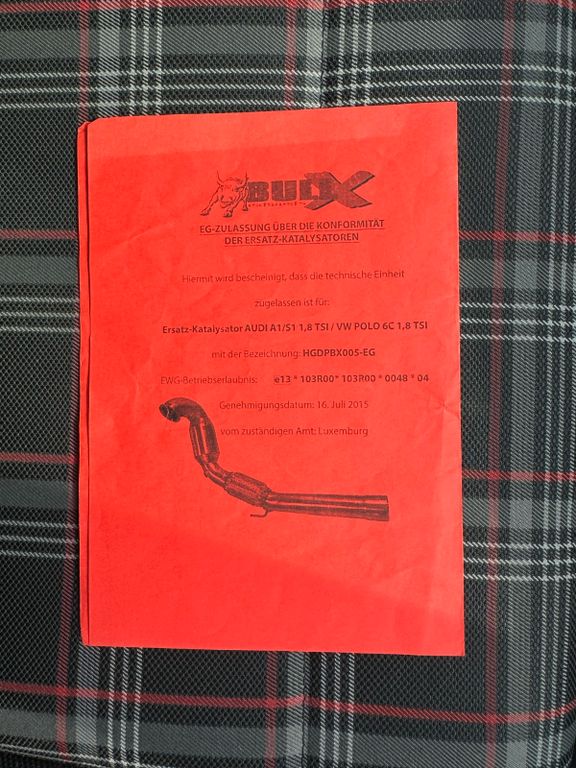 BULLX
EG-ZULASSUNG ÜBER DIE KONFORMITÄT
DER ERSATZ-KATALYSATOREN
Hiermit wird bescheinigt, dass die technische Einheit
zugelassen ist für:
Ersatz-Katalysator AUDI A1/S1 1,8 TSI / VW POLO 6C 1,8 TSI
mit der Bezeichnung: HGDPBX005-EG
EWG-Betriebserlaubnis: e13 * 103R00* 103R00 * 0048 * 04
Genehmigungsdatum: 16. Juli 2015
vom zuständigen Amt: Luxemburg